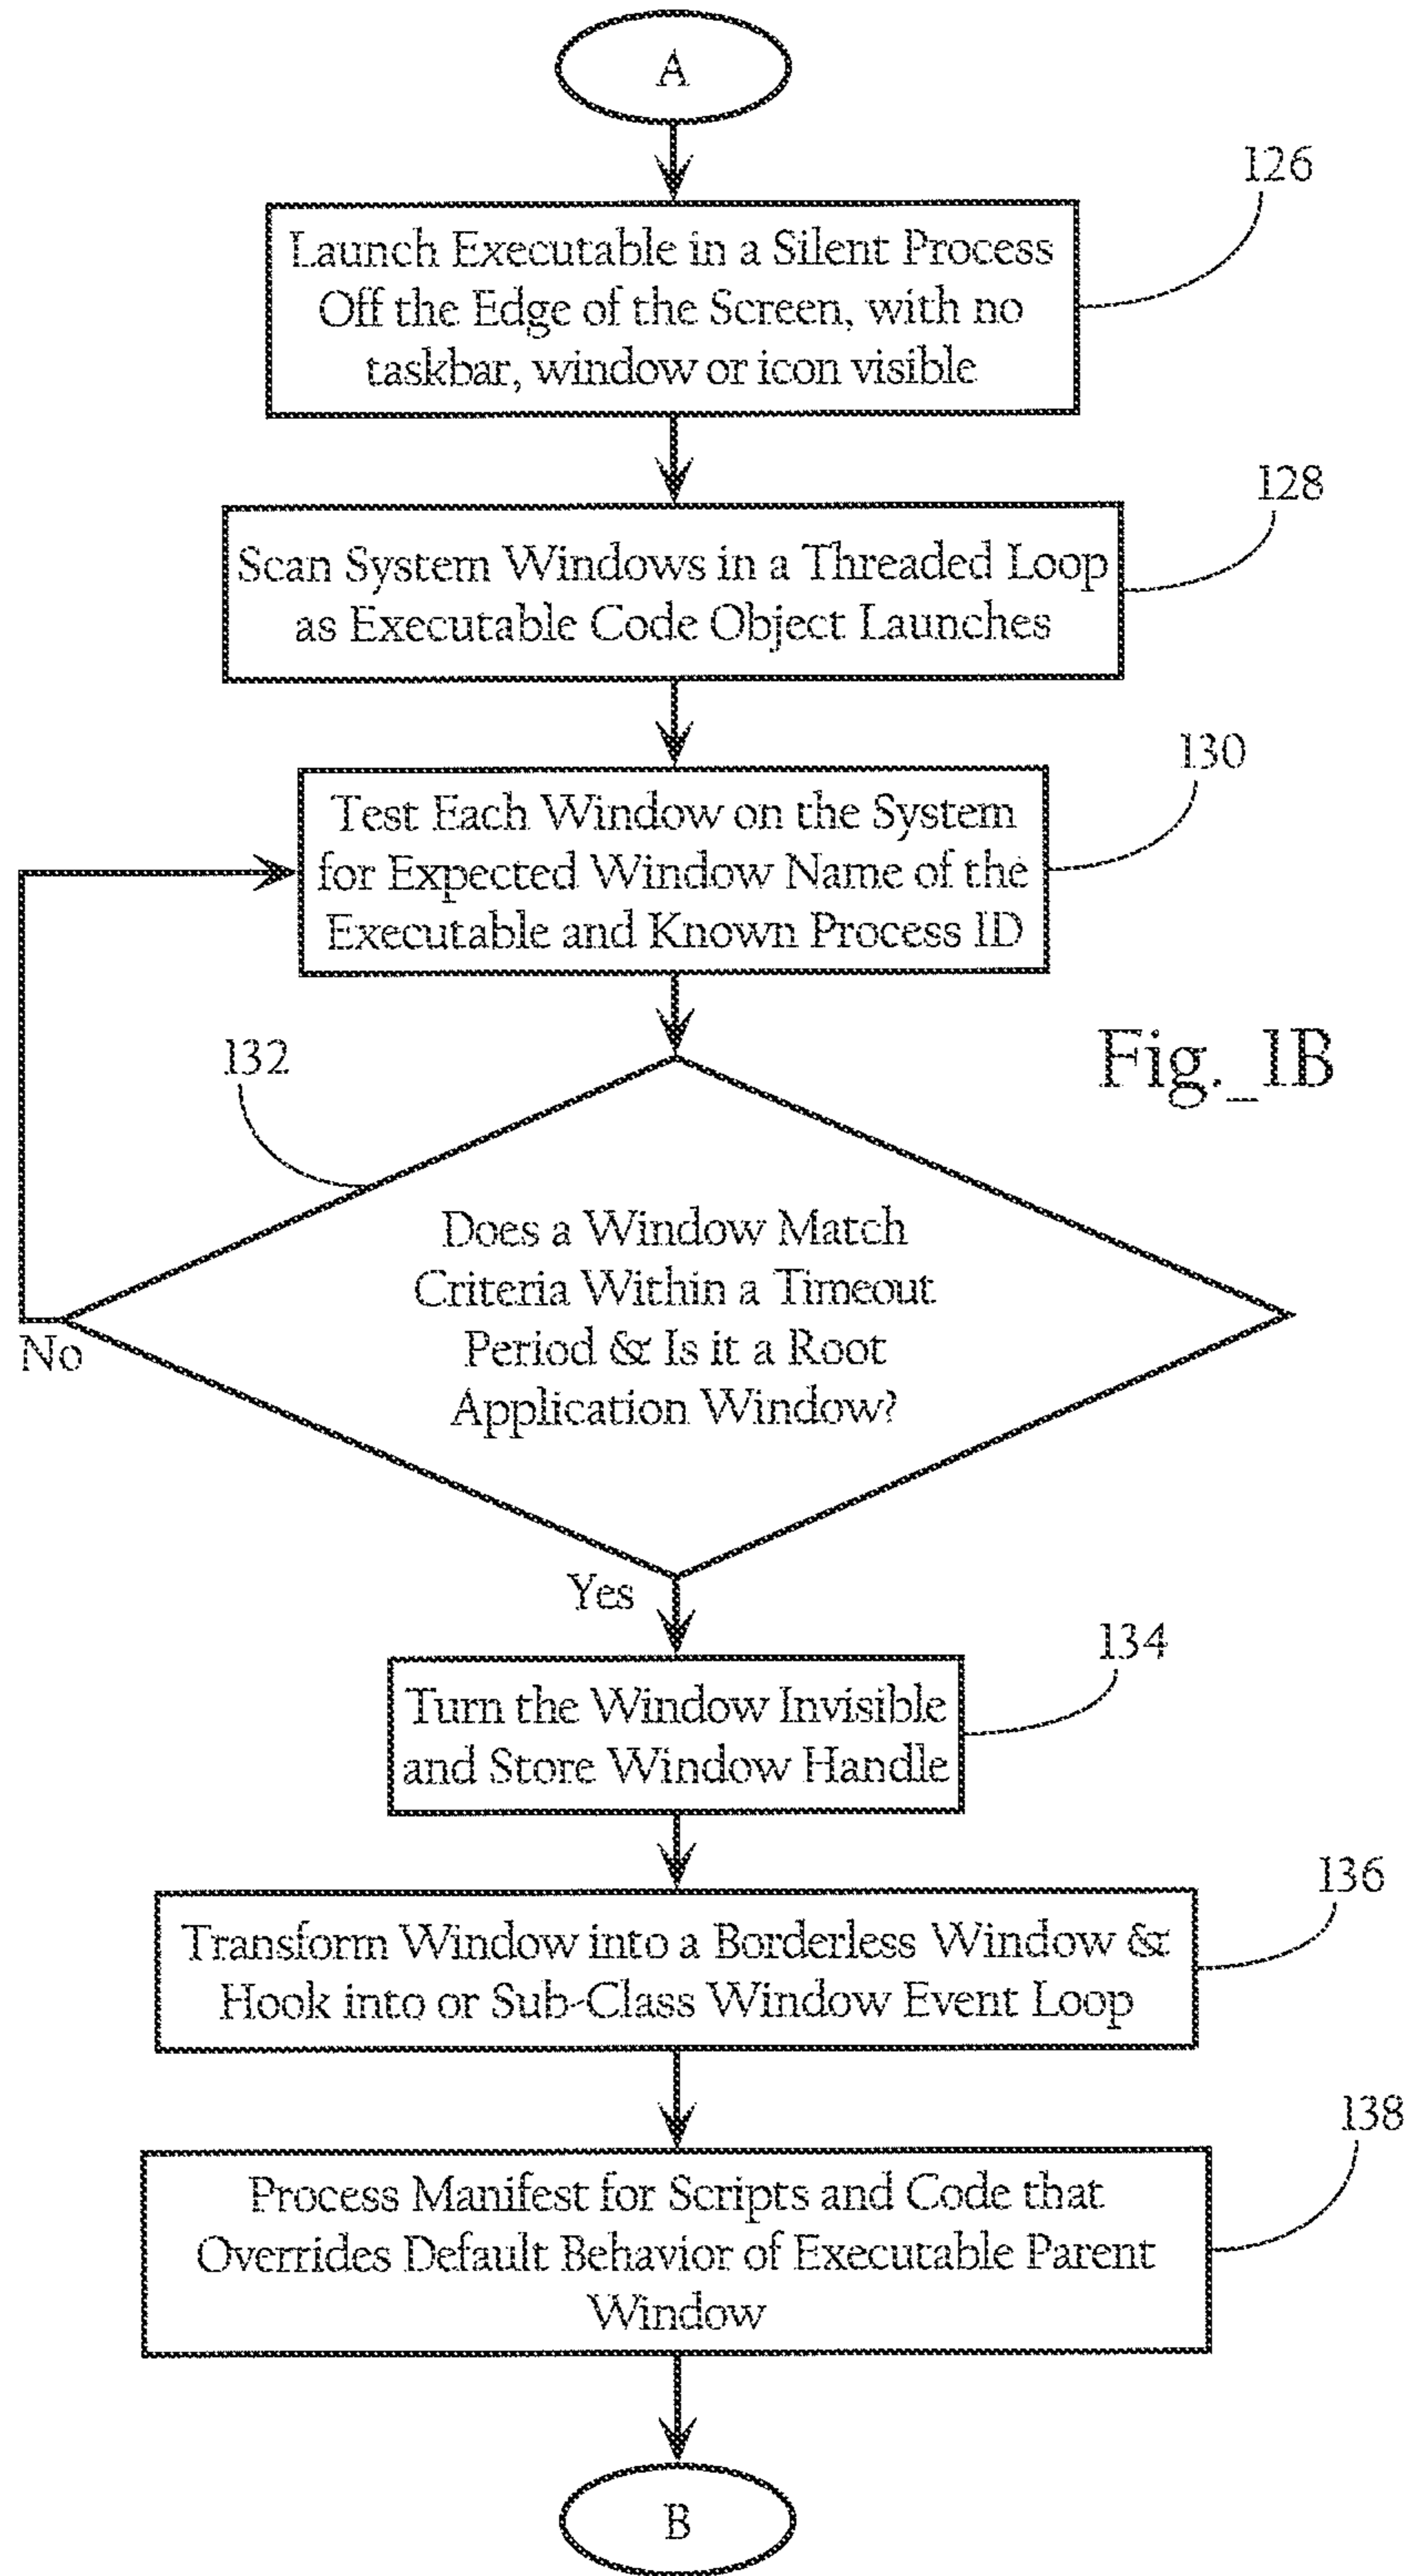 A
126
Launch Executable in a Silent Process
Off the Edge of the Screen, with no
taskbar, window or icon visible
128
Scan System Windows in a Threaded Loop
as Executable Code Object Launches
130
Test Each Window on the System
for Expected Window Name of the
Executable and Known Process ID
Fig._1B
132
Does a Window Match
Criteria Within a Timeout
Period & Is it a Root
Application Window?
No
Yes
134
Turn the Window Invisible
and Store Window Handle
136
Transform Window into a Borderless Window &
Hook into or Sub-Class Window Event Loop
138
Process Manifest for Scripts and Code that
Overrides Default Behavior of Executable Parent
Window
B